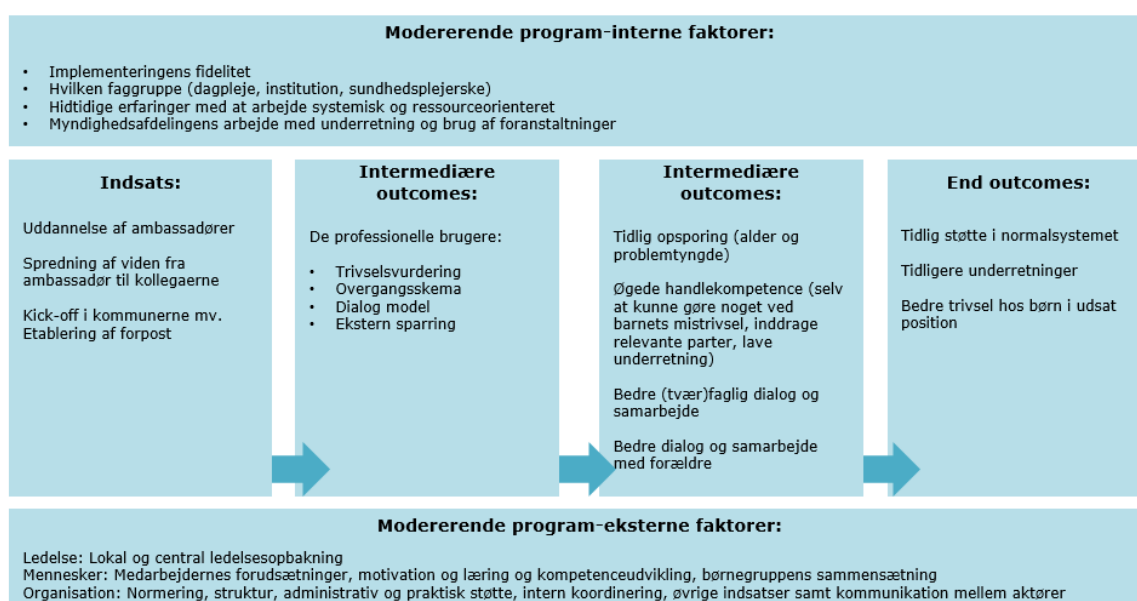 Modererende program-interne faktorer:
• Implementeringens fidelitet
• Hvilken faggruppe (dagpleje, institution, sundhedsplejerske)
• Hidtidige erfaringer med at arbejde systemisk og ressourceorienteret
• Myndighedsafdelingens arbejde med underretning og brug af foranstaltninger
Indsats:
Uddannelse af ambassadører
Spredning af viden fra
ambassadør til kollegaerne
Kick-off i kommunerne mv.
Etablering af forpost
Intermediære
outcomes:
De professionelle brugere:
• Trivselsvurdering
• Overgangsskema
• Dialog model
• Ekstern sparring
Intermediære
outcomes:
Tidlig opsporing (alder og
problemtyngde)
Øgede handlekompetence (selv
at kunne gøre noget ved
barnets mistrivsel, inddrage
relevante parter, lave
underretning)
Bedre (tvær)faglig dialog og
samarbejde
Bedre dialog og samarbejde
med forældre
End outcomes:
Tidlig støtte i normalsystemet
Tidligere underretninger
Bedre trivsel hos børn i udsat
position
Modererende program-eksterne faktorer:
Ledelse: Lokal og central ledelsesopbakning
Mennesker: Medarbejdernes forudsætninger, motivation og læring og kompetenceudvikling, børnegruppens sammensætning
Organisation: Normering, struktur, administrativ og praktisk støtte, intern koordinering, øvrige indsatser samt kommunikation mellem aktører